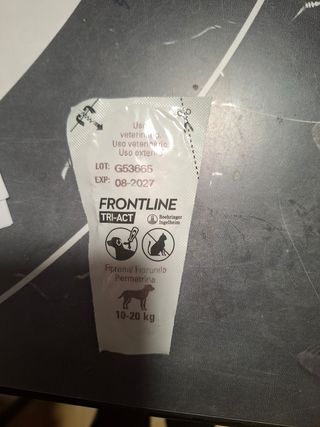 Uso
veterinario.
Uso veterinário.
Uso externo
LOT: G53665
EXP: 08-2027
FRONTLINE
TRI-ACT
Boehringer
Ingelheim
Fipronil/Fipronilo
Permetrina
10-20 kg